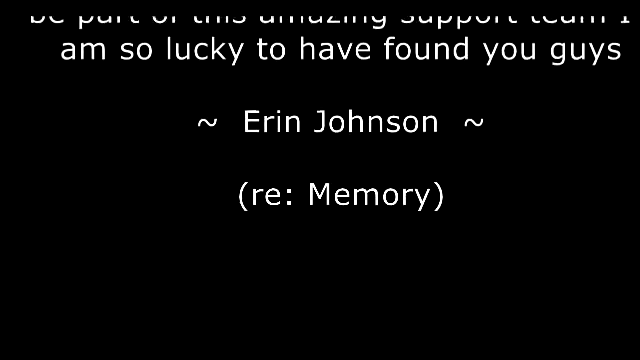 be part of this amazing support team I
am so lucky to have found you guys
~ Erin Johnson ~
(re: Memory)